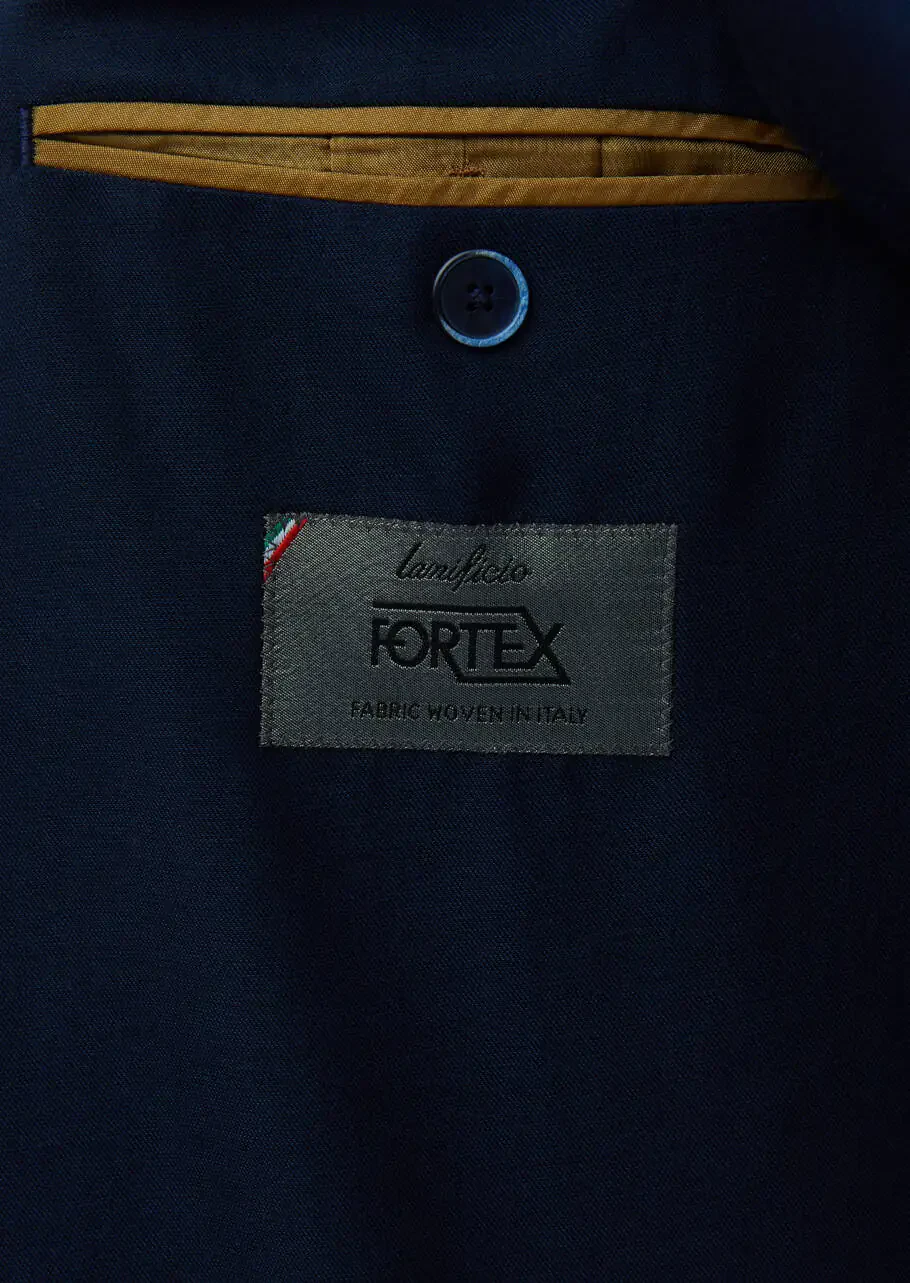 lanificio
FORTEX
FABRIC WOVEN IN ITALY